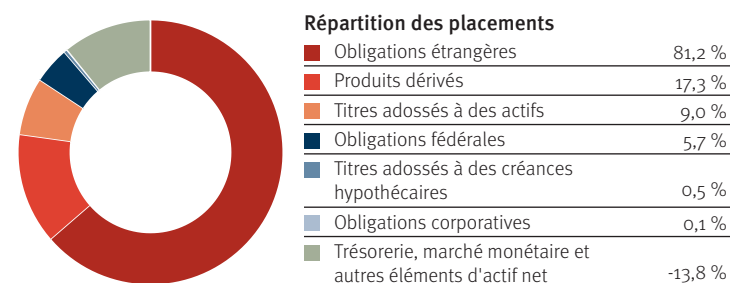 Répartition des placements
Obligations étrangères 81,2 %
Produits dérivés 17,3 %
Titres adossés à des actifs 9,0 %
Obligations fédérales 5,7 %
Titres adossés à des créances
hypothécaires 0,5 %
Obligations corporatives 0,1 %
Trésorerie, marché monétaire et
autres éléments d'actif net -13,8 %